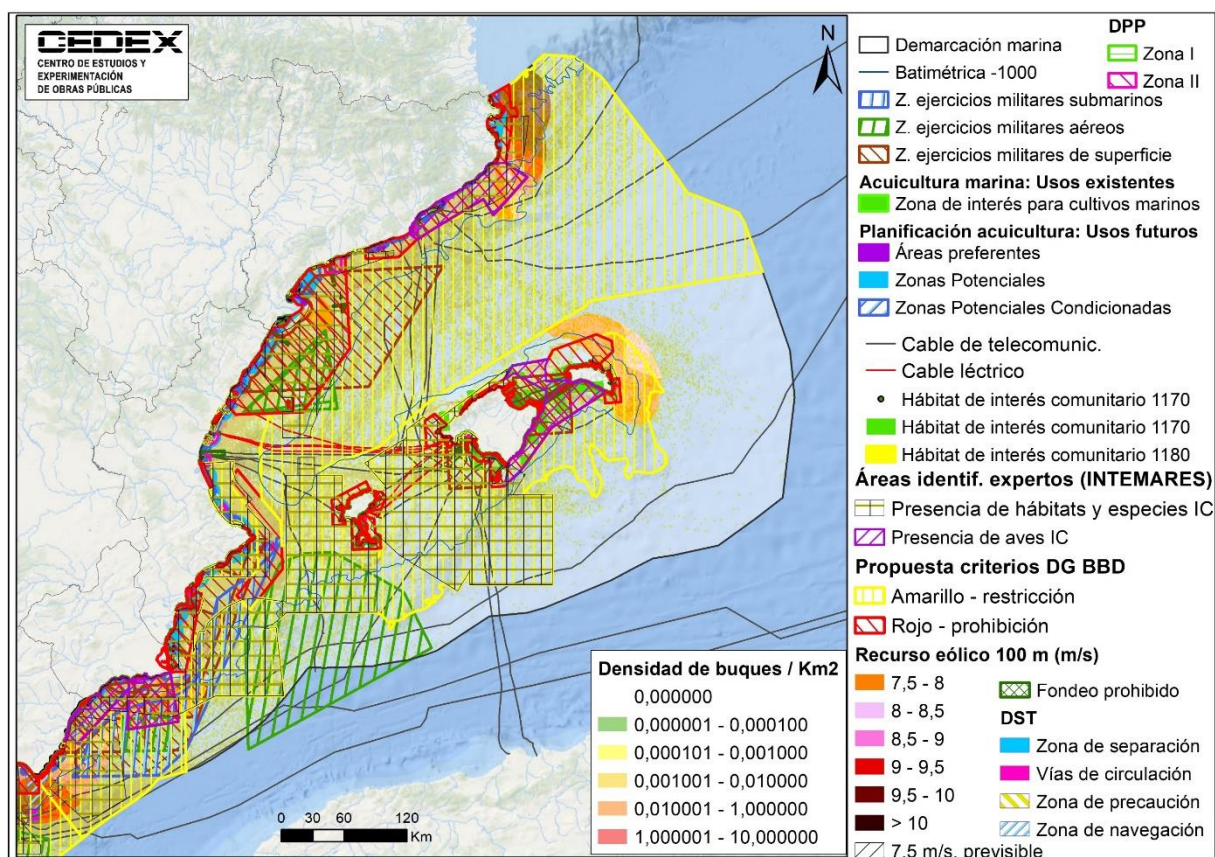 CEDEX
CENTRO DE ESTUDIOS Y
EXPERIMENTACIÓN
DE OBRAS PÚBLICAS
N
Densidad de buques / Km2
0,000000
0,000001 - 0,000100
0,000101 - 0,001000
0,001001 - 0,010000
0,010001 - 1,000000
1,000001 - 10,000000
0 30 60 120
Km
Demarcación marina
Batimétrica -1000
Z. ejercicios militares submarinos
Z. ejercicios militares aéreos
Z. ejercicios militares de superficie
DPP
Zona I
Zona II
Acuicultura marina: Usos existentes
Zona de interés para cultivos marinos
Planificación acuicultura: Usos futuros
Áreas preferentes
Zonas Potenciales
Zonas Potenciales Condicionadas
Cable de telecomunic.
Cable léctrico
Hábitat de interés comunitario 1170
Hábitat de interés comunitario 1170
Hábitat de interés comunitario 1180
Áreas identif. expertos (INTEMARES)
Presencia de hábitats y especies IC
Presencia de aves IC
Propuesta criterios DG BBD
Amarillo - restricción
Rojo - prohibición
Recurso eólico 100 m (m/s)
7,5 - 8
8 - 8,5
8,5 - 9
9 - 9,5
9,5 - 10
> 10
7,5 m/s. previsible
Fondeo prohibido
DST
Zona de separación
Vías de circulación
Zona de precaución
Zona de navegación